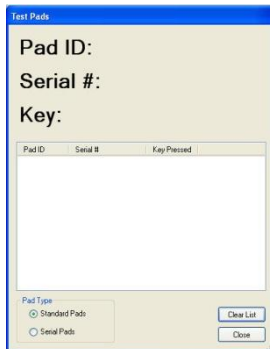 Test Pads
Pad ID:
Serial #:
Key:
Pad ID Serial # Key Pressed
Pad Type
Standard Pads
Serial Pads
Clear List
Close